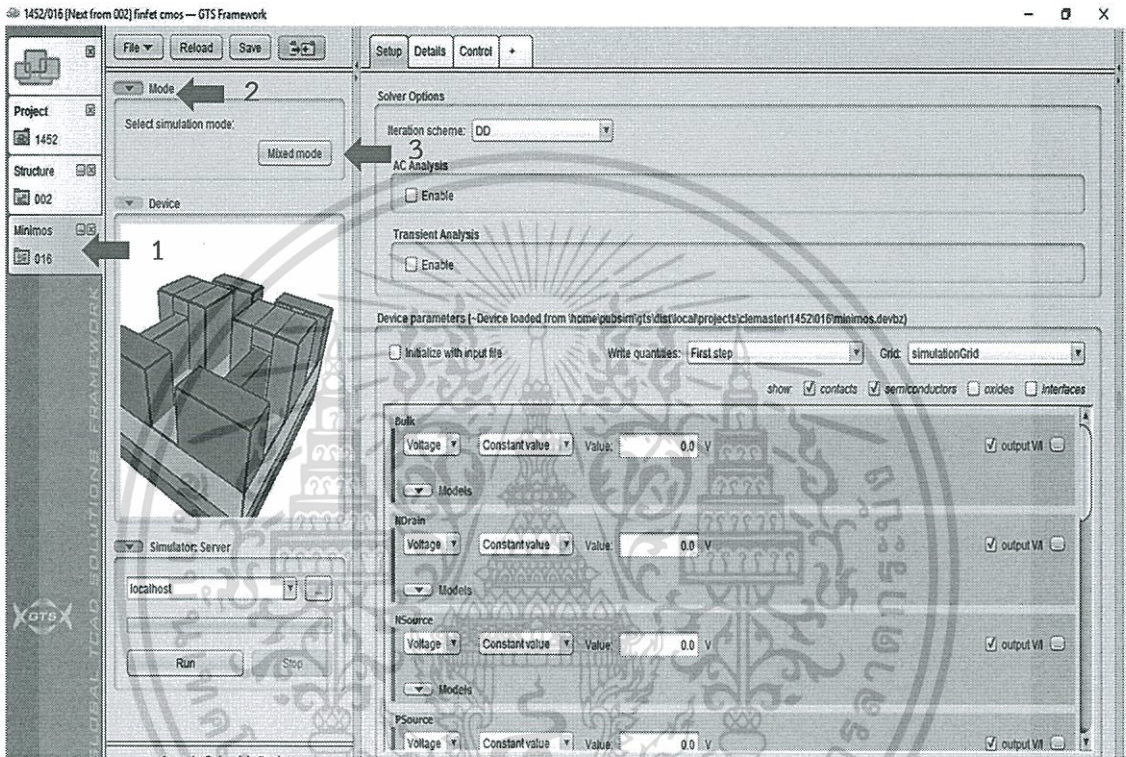 1452/016 [Next from 002] finfet cmos — GTS Framework
File Reload Save
Setup Details Control +
Mode 2
Select simulation mode:
Mixed mode 3
Project
1452
Structure
002
Minimos
016
1
Device
Simulator: Server
localhost
...
Run Stop
GTS
GLOBAL TCAD SOLUTIONS FRAMEWORK
Solver Options
Iteration scheme: DD
AC Analysis
Enable
Transient Analysis
Enable
Device parameters (~Device loaded from \home\pubsim\gts\dist\local\projects\clemaster\1452\016\minimos.devbz)
Initialize with input file Write quantities: First step Grid: simulationGrid
show: contacts semiconductors oxides interfaces
Bulk
Voltage Constant value Value: 0.0 V output V/I ...
Models
NDrain
Voltage Constant value Value: 0.0 V output V/I ...
Models
NSource
Voltage Constant value Value: 0.0 V output V/I ...
Models
PSource
Voltage Constant value Value: 0.0 V output V/I ...